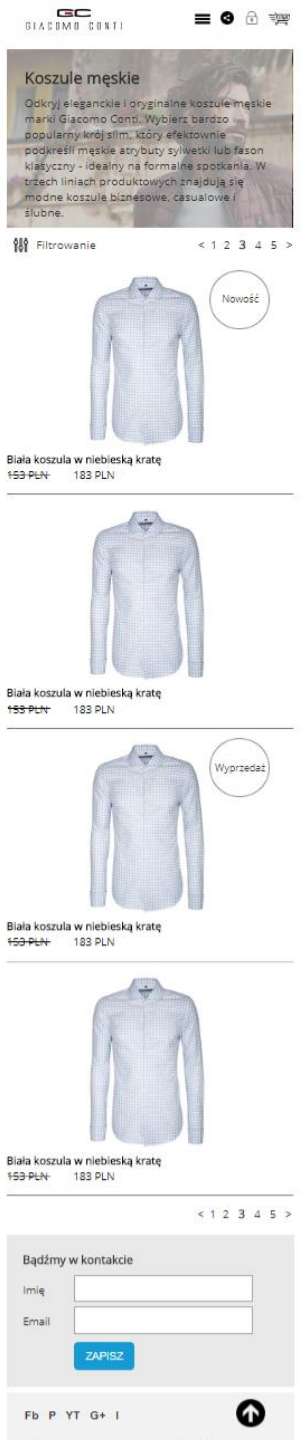 GC
GIACOMO CONTI
Koszule męskie
Odkryj eleganckie i oryginalne koszule męskie
marki Giacomo Conti. Wybierz bardzo
popularny krój slim, który efektownie
podkreśli męskie atrybuty sylwetki lub fason
klasyczny - idealny na formalne spotkania. W
trzech liniach produktowych znajdują się
modne koszule biznesowe, casualowe i
ślubne.
Filtrowanie < 1 2 3 4 5 >
Nowość
Biała koszula w niebieską kratę
153 PLN 183 PLN
Biała koszula w niebieską kratę
153 PLN 183 PLN
Wyprzedaż
Biała koszula w niebieską kratę
153 PLN 183 PLN
Biała koszula w niebieską kratę
153 PLN 183 PLN
< 1 2 3 4 5 >
Bądźmy w kontakcie
Imię
Email
ZAPISZ
Fb P YT G+ I